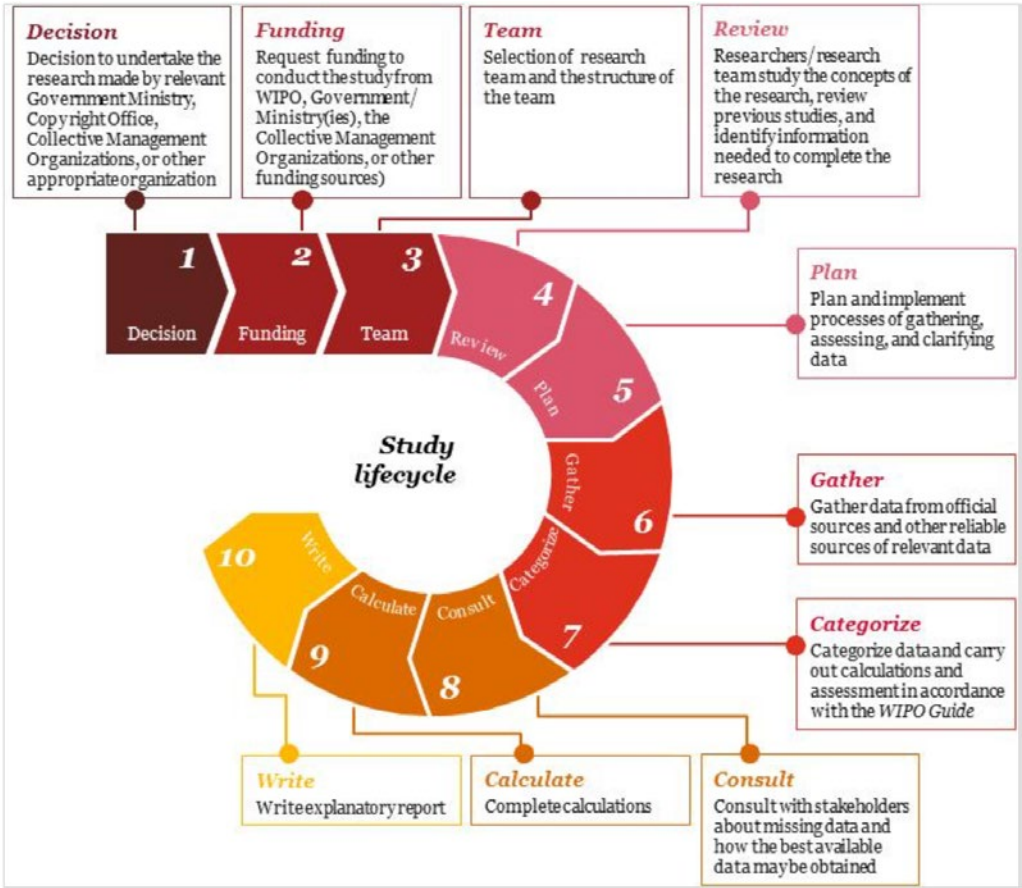 Decision
Decision to undertake the
research made by relevant
Government Ministry,
Copyright Office,
Collective Management
Organizations, or other
appropriate organization
Funding
Request funding to
conduct the study from
WIPO, Government/
Ministry(ies), the
Collective Management
Organizations, or other
funding sources)
Team
Selection of research
team and the structure of
the team
Review
Researchers/research
team study the concepts of
the research, review
previous studies, and
identify information
needed to complete the
research
1
Decision
2
Funding
3
Team
4
Review
5
Plan
Plan
Plan and implement
processes of gathering,
assessing, and clarifying
data
Study
lifecycle
6
Gather
Gather
Gather data from official
sources and other reliable
sources of relevant data
7
Categorize
Categorize
Categorize data and carry
out calculations and
assessment in accordance
with the WIPO Guide
8
Consult
9
Calculate
10
Write
Write
Write explanatory report
Calculate
Complete calculations
Consult
Consult with stakeholders
about missing data and
how the best available
data may be obtained